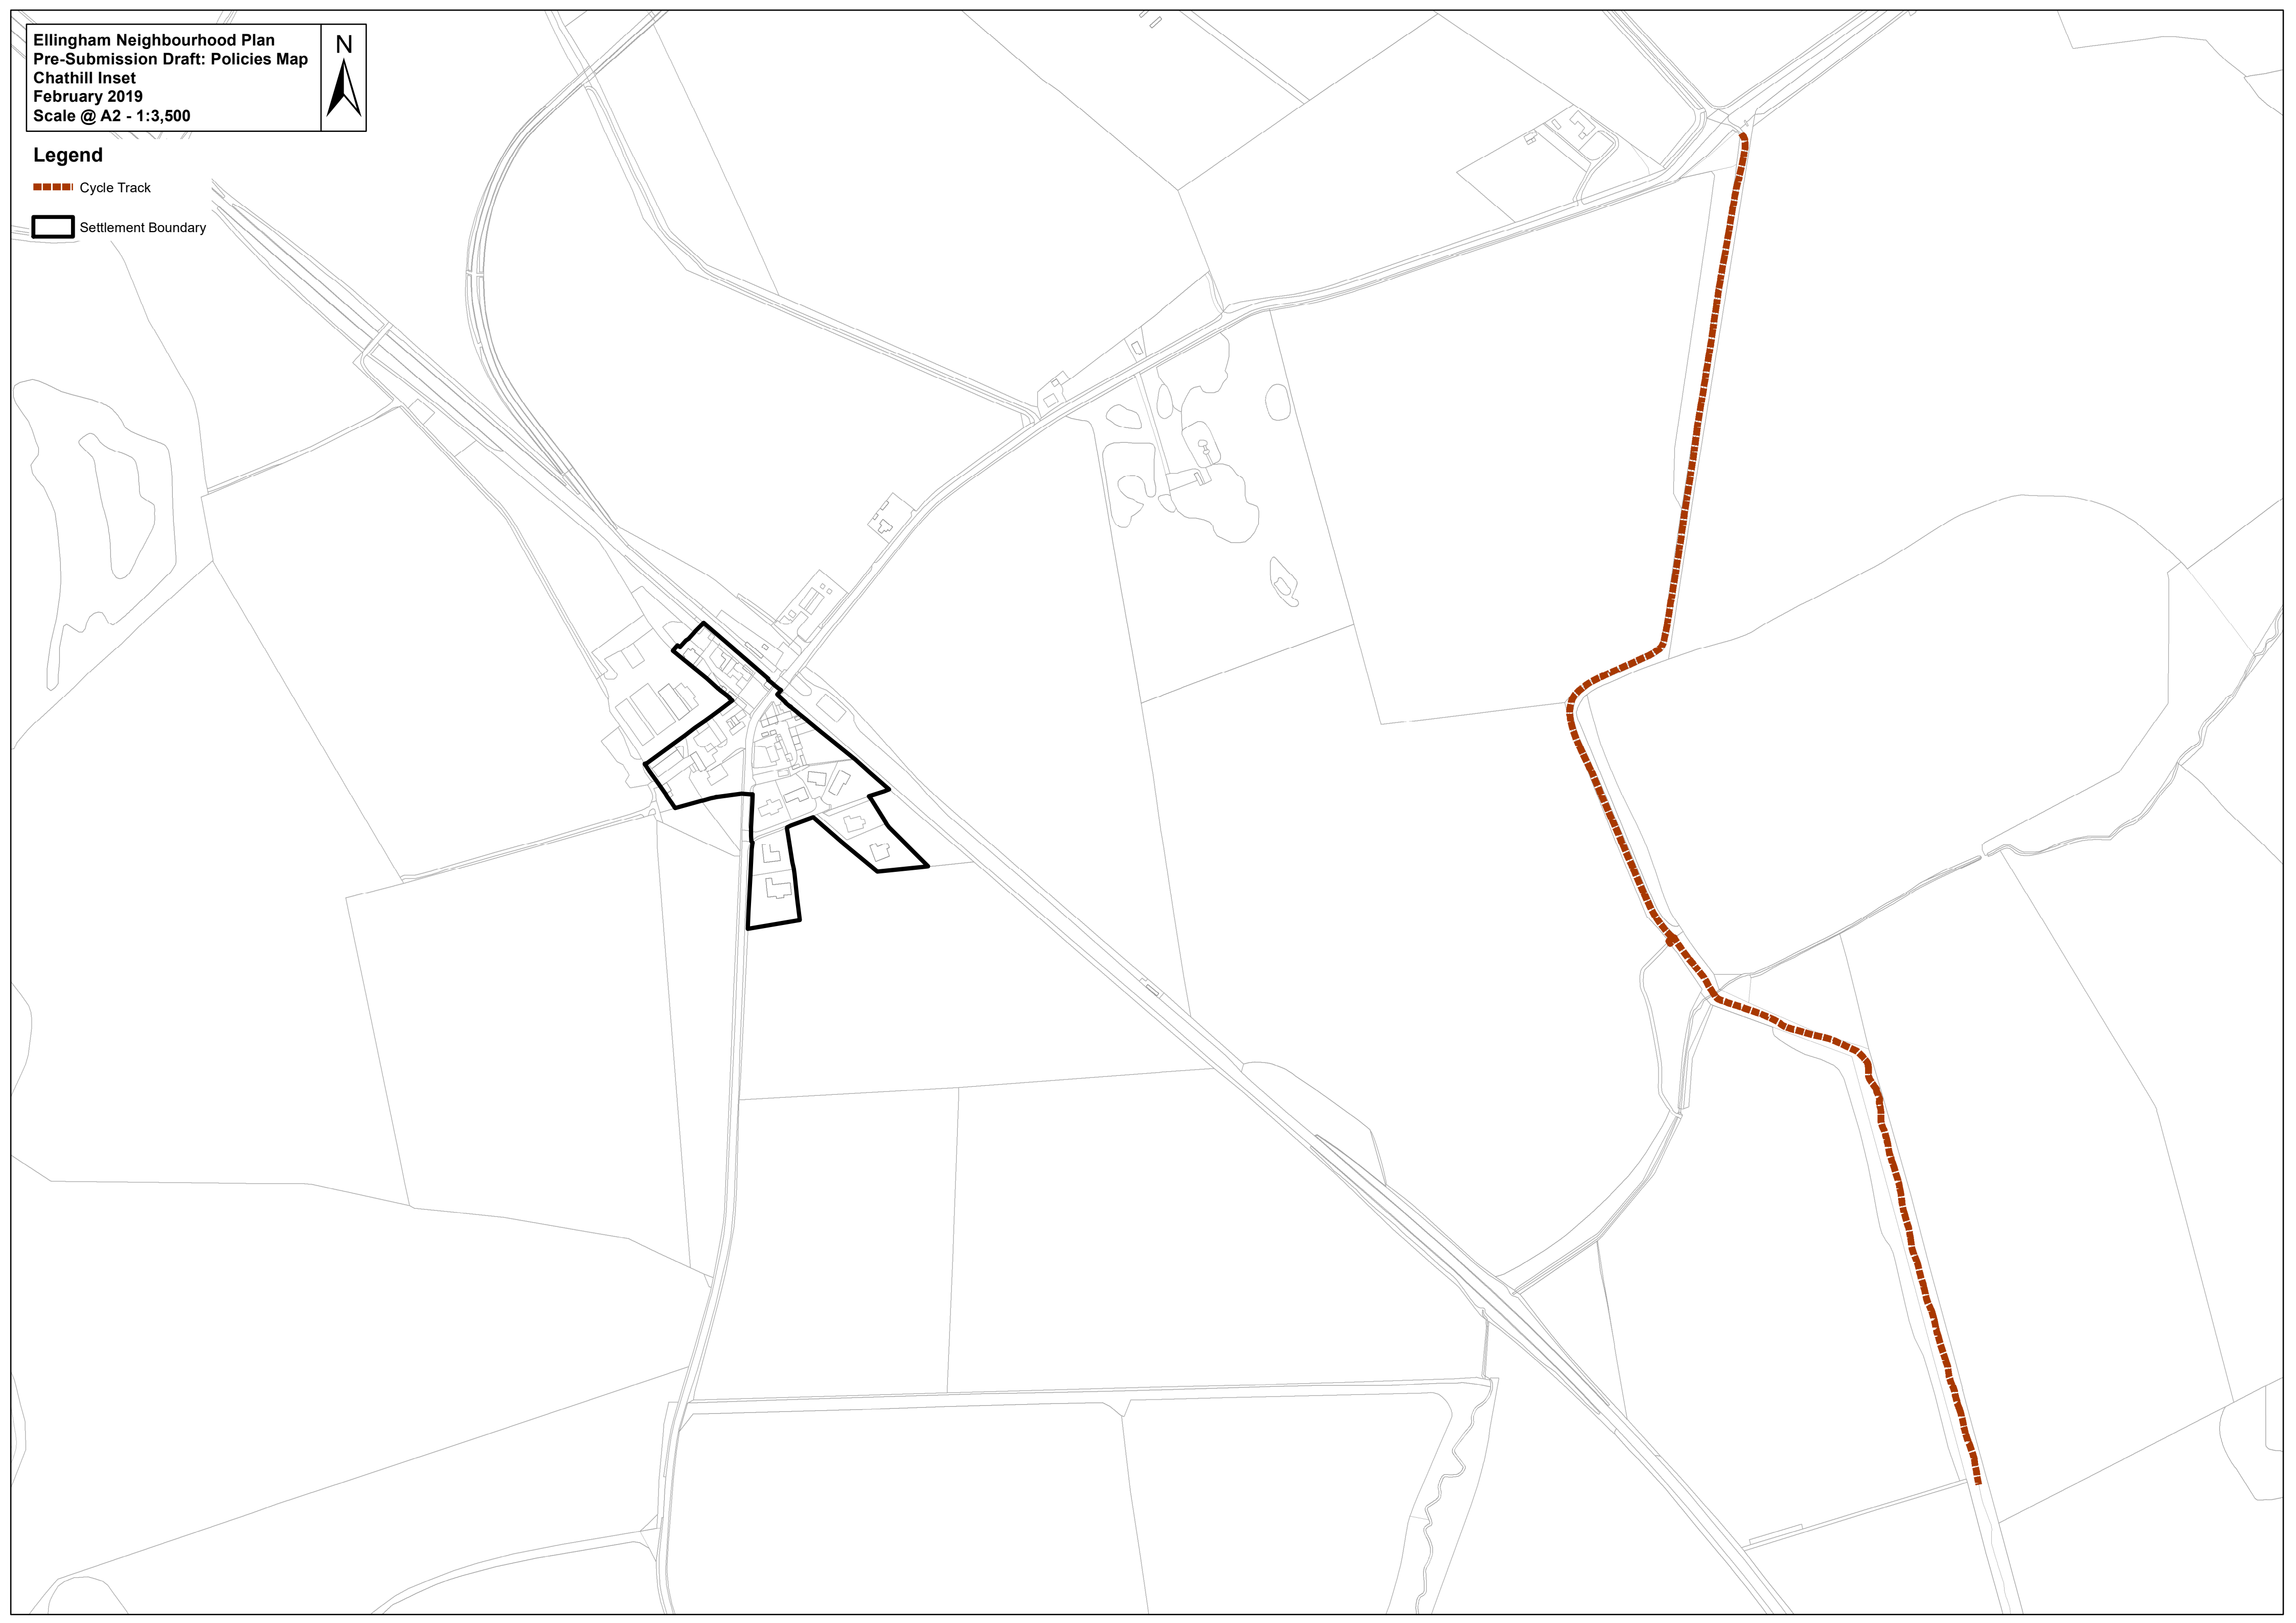 Ellingham Neighbourhood Plan
Pre-Submission Draft: Policies Map
Chathill Inset
February 2019
Scale @ A2 - 1:3,500
N
Legend
Cycle Track
Settlement Boundary